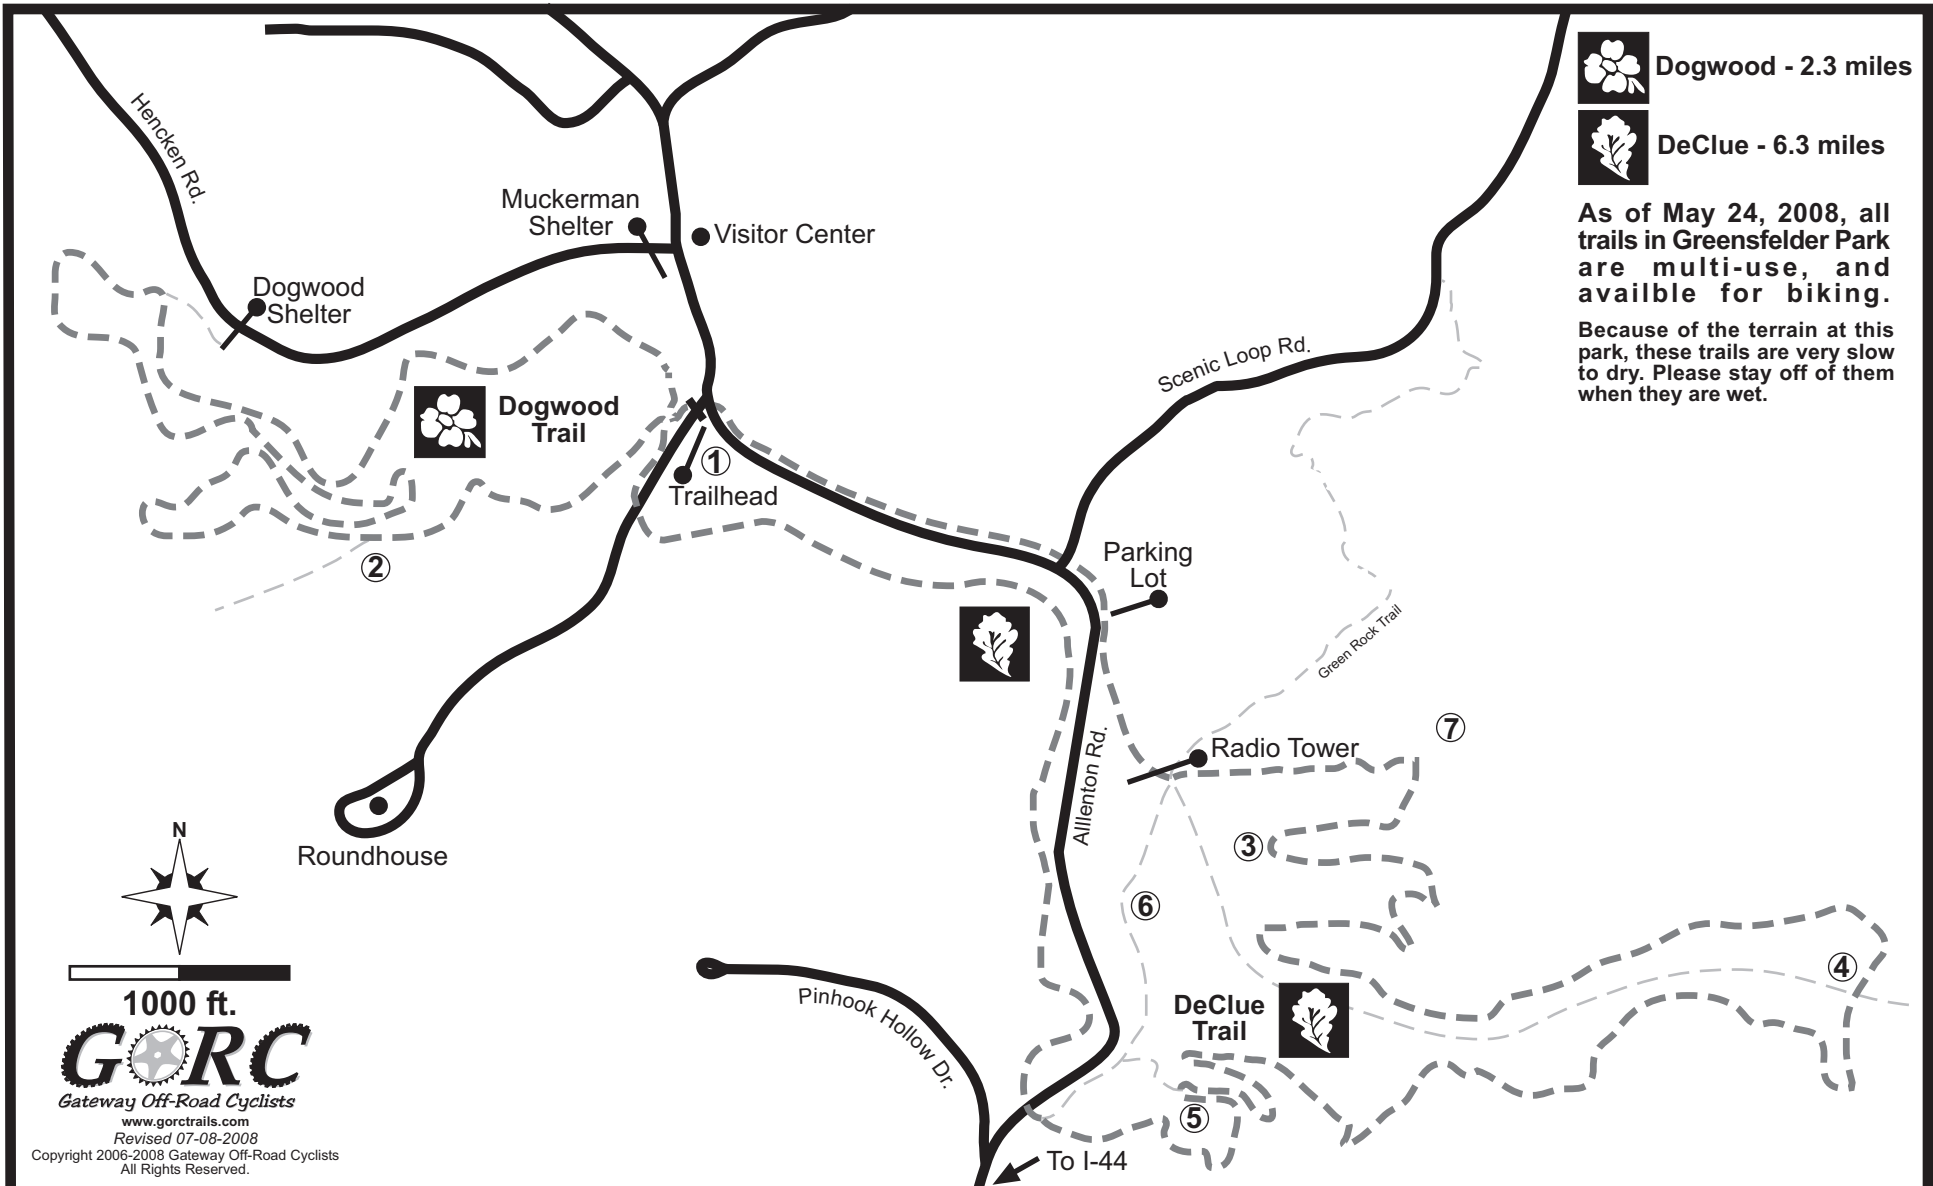 Dogwood - 2.3 miles
DeClue - 6.3 miles
As of May 24, 2008, all
trails in Greensfelder Park
are multi-use, and
availble for biking.
Because of the terrain at this
park, these trails are very slow
to dry. Please stay off of them
when they are wet.
Hencken Rd.
Muckerman
Shelter
Visitor Center
Dogwood
Shelter
Scenic Loop Rd.
Dogwood
Trail
1
Trailhead
2
Parking
Lot
Green Rock Trail
7
Radio Tower
Alllenton Rd.
3
Roundhouse
6
4
Pinhook Hollow Dr.
DeClue
Trail
5
To I-44
N
1000 ft.
GORC
Gateway Off-Road Cyclists
www.gorctrails.com
Revised 07-08-2008
Copyright 2006-2008 Gateway Off-Road Cyclists
All Rights Reserved.